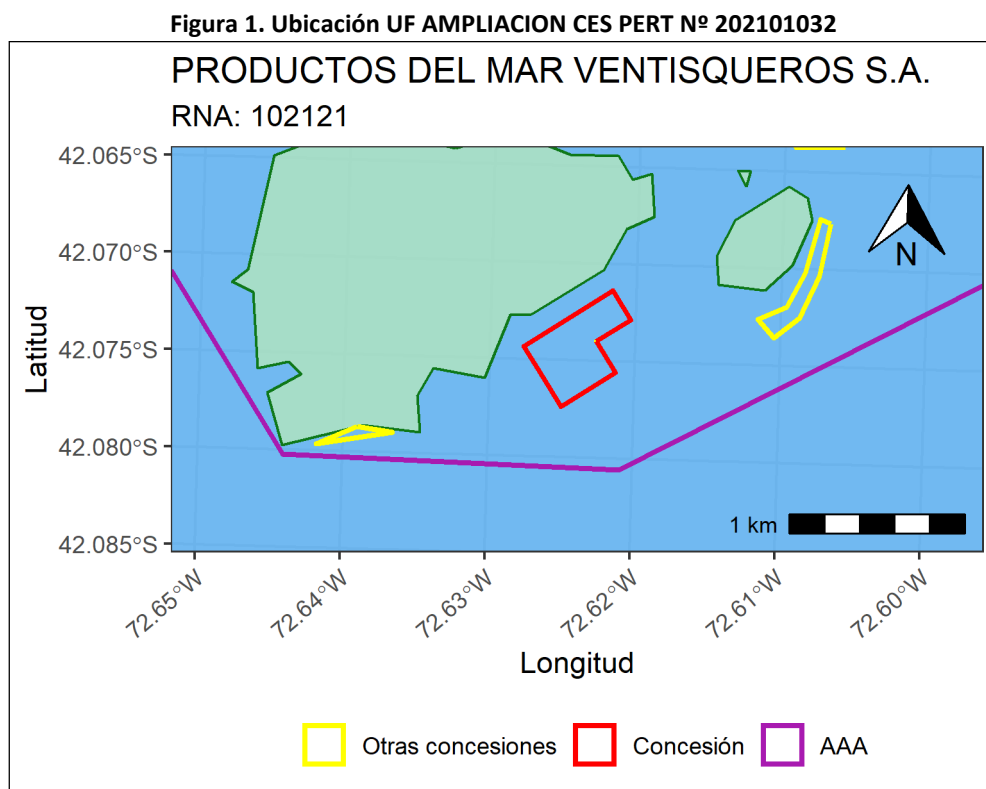 Figura 1. Ubicación UF AMPLIACION CES PERT Nº 202101032
PRODUCTOS DEL MAR VENTISQUEROS S.A.
RNA: 102121
42.065°S
42.070°S
42.075°S
42.080°S
42.085°S
Latitud
N
1 km
72.65°W
72.64°W
72.63°W
72.62°W
72.61°W
72.60°W
Longitud
Otras concesiones
Concesión
AAA